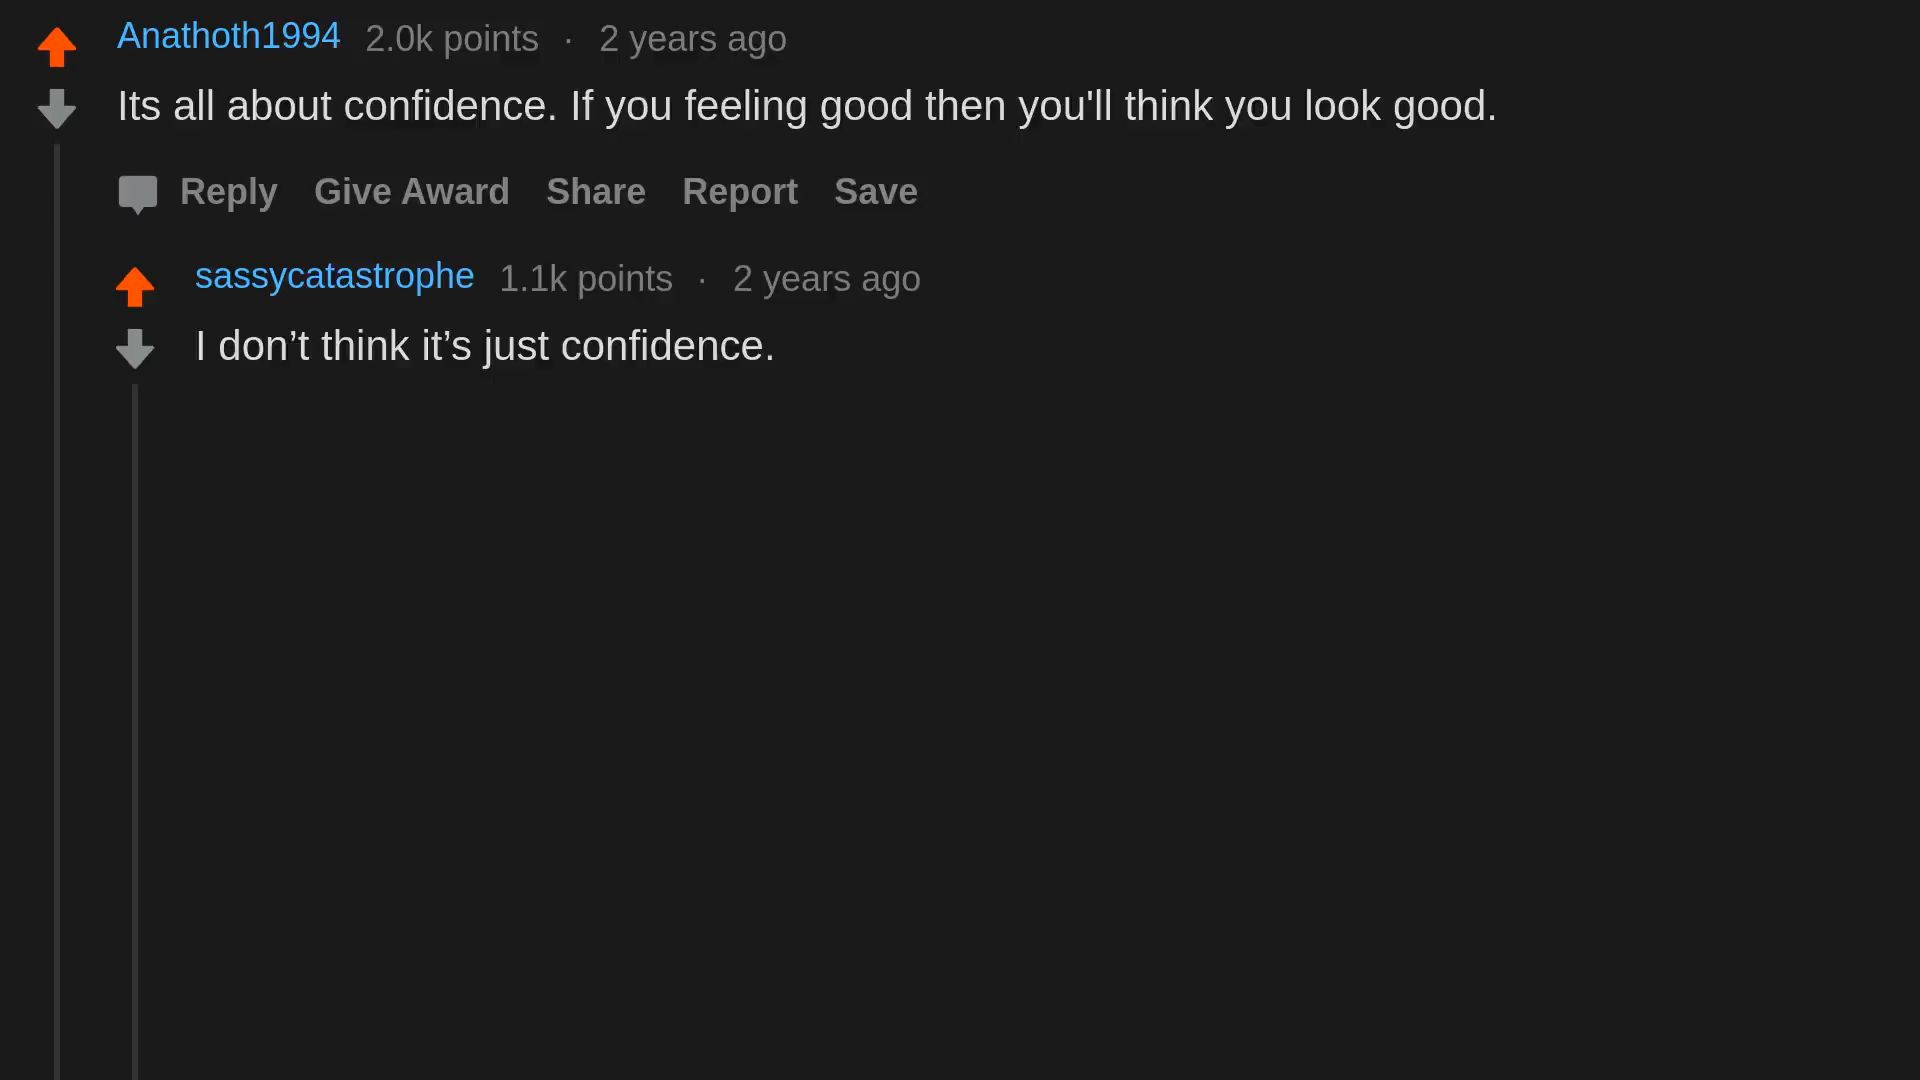 Anathoth1994 2.0k points · 2 years ago
Its all about confidence. If you feeling good then you'll think you look good.
Reply Give Award Share Report Save
sassycatastrophe 1.1k points · 2 years ago
I don’t think it’s just confidence.